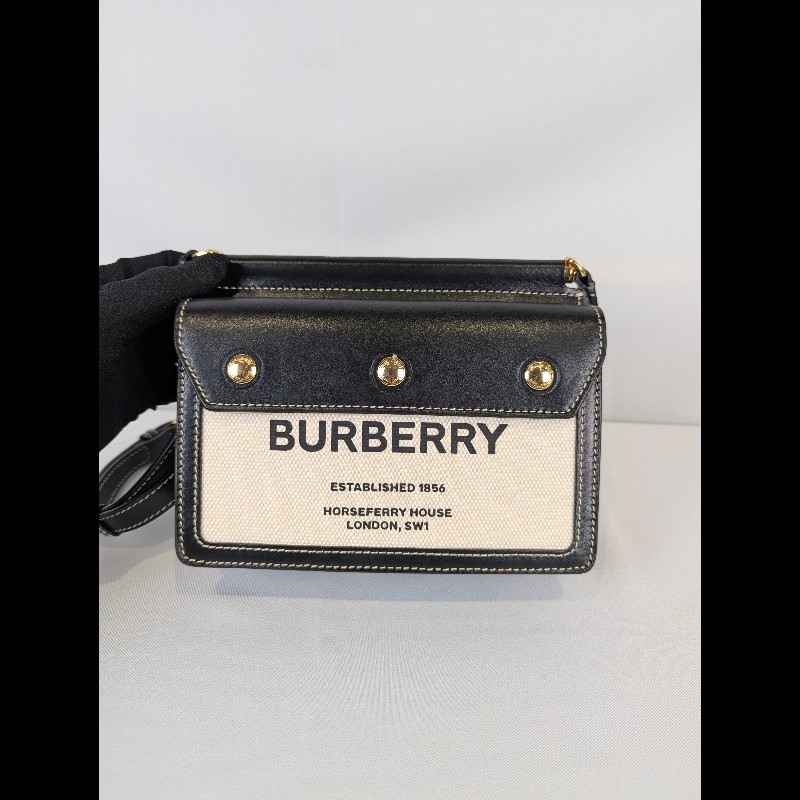 BURBERRY
ESTABLISHED 1856
HORSEFERRY HOUSE
LONDON, SW1